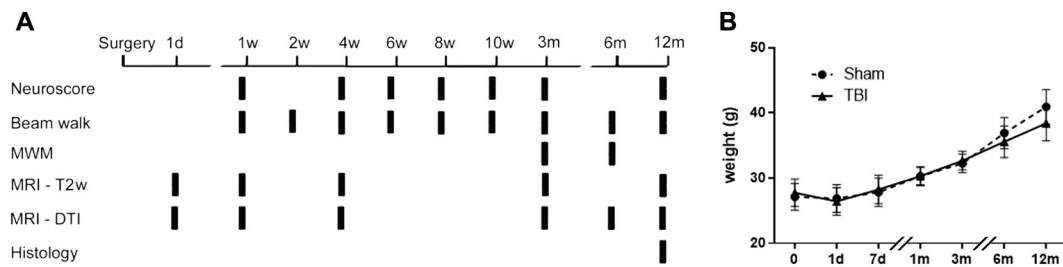 A
Surgery 1d 1w 2w 4w 6w 8w 10w 3m 6m 12m
Neuroscore
Beam walk
MWM
MRI - T2w
MRI - DTI
Histology
B
50
40
30
20
weight (g)
Sham
TBI
0 1d 7d 1m 3m 6m 12m